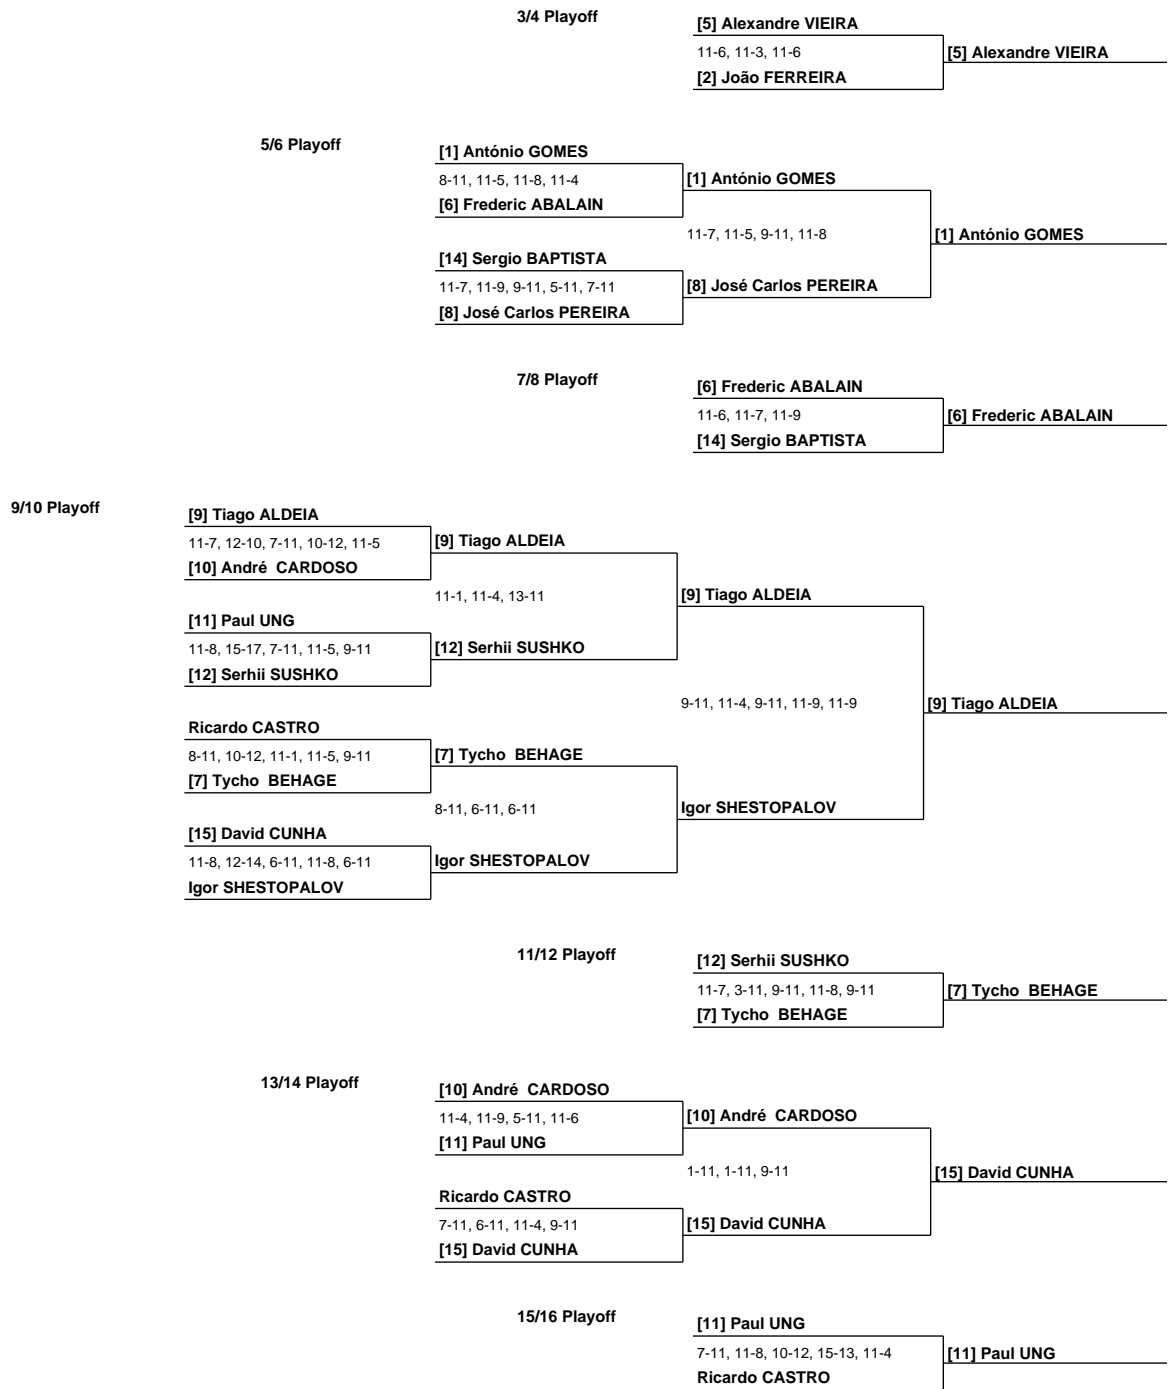 3/4 Playoff
[5] Alexandre VIEIRA
11-6, 11-3, 11-6
[5] Alexandre VIEIRA
[2] João FERREIRA
5/6 Playoff
[1] António GOMES
8-11, 11-5, 11-8, 11-4
[1] António GOMES
[6] Frederic ABALAIN
11-7, 11-5, 9-11, 11-8
[1] António GOMES
[14] Sergio BAPTISTA
11-7, 11-9, 9-11, 5-11, 7-11
[8] José Carlos PEREIRA
[8] José Carlos PEREIRA
7/8 Playoff
[6] Frederic ABALAIN
11-6, 11-7, 11-9
[6] Frederic ABALAIN
[14] Sergio BAPTISTA
9/10 Playoff
[9] Tiago ALDEIA
11-7, 12-10, 7-11, 10-12, 11-5
[9] Tiago ALDEIA
[10] André  CARDOSO
11-1, 11-4, 13-11
[9] Tiago ALDEIA
[11] Paul UNG
11-8, 15-17, 7-11, 11-5, 9-11
[12] Serhii SUSHKO
[12] Serhii SUSHKO
9-11, 11-4, 9-11, 11-9, 11-9
[9] Tiago ALDEIA
Ricardo CASTRO
8-11, 10-12, 11-1, 11-5, 9-11
[7] Tycho  BEHAGE
[7] Tycho  BEHAGE
8-11, 6-11, 6-11
Igor SHESTOPALOV
[15] David CUNHA
11-8, 12-14, 6-11, 11-8, 6-11
Igor SHESTOPALOV
Igor SHESTOPALOV
11/12 Playoff
[12] Serhii SUSHKO
11-7, 3-11, 9-11, 11-8, 9-11
[7] Tycho  BEHAGE
[7] Tycho  BEHAGE
13/14 Playoff
[10] André  CARDOSO
11-4, 11-9, 5-11, 11-6
[10] André  CARDOSO
[11] Paul UNG
1-11, 1-11, 9-11
[15] David CUNHA
Ricardo CASTRO
7-11, 6-11, 11-4, 9-11
[15] David CUNHA
[15] David CUNHA
15/16 Playoff
[11] Paul UNG
7-11, 11-8, 10-12, 15-13, 11-4
[11] Paul UNG
Ricardo CASTRO